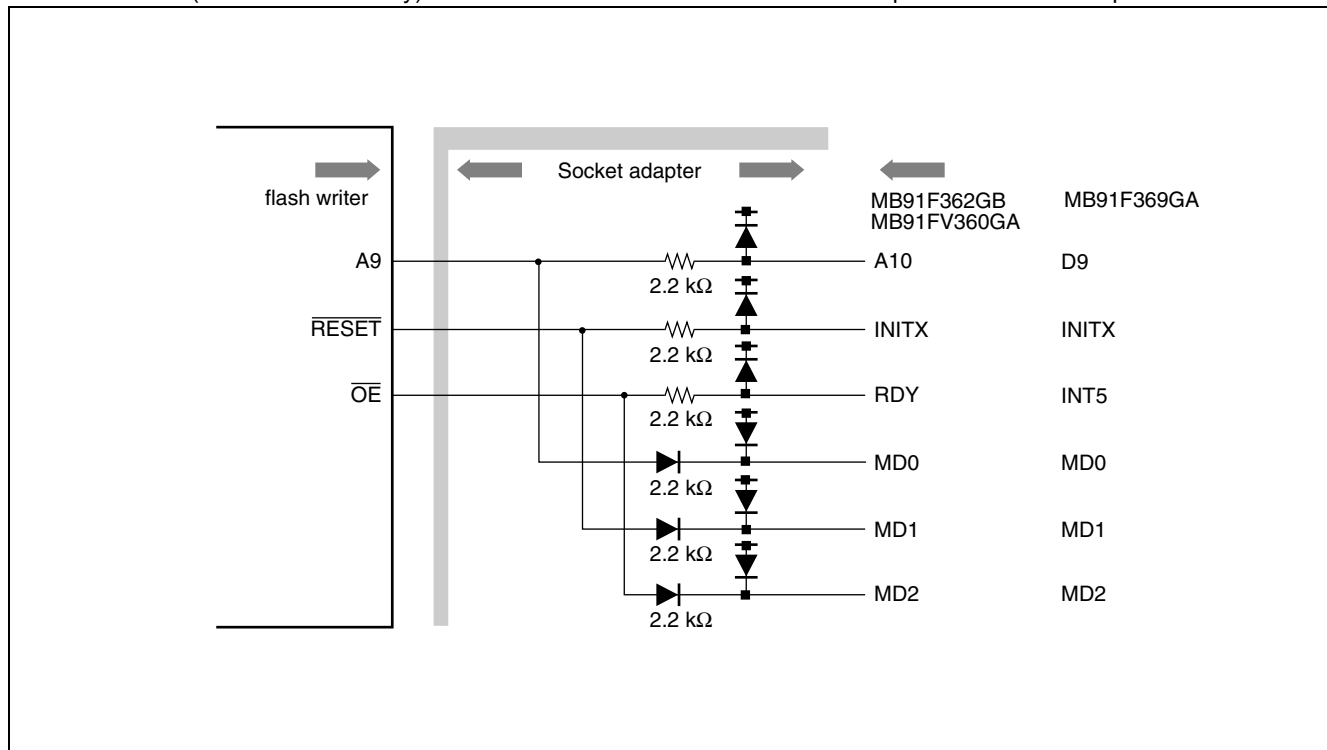 Socket adapter
flash writer
MB91F362GB
MB91FV360GA
MB91F369GA
A9
2.2 kΩ
A10
D9
RESET
2.2 kΩ
INITX
INITX
OE
2.2 kΩ
RDY
INT5
2.2 kΩ
MD0
MD0
2.2 kΩ
MD1
MD1
2.2 kΩ
MD2
MD2